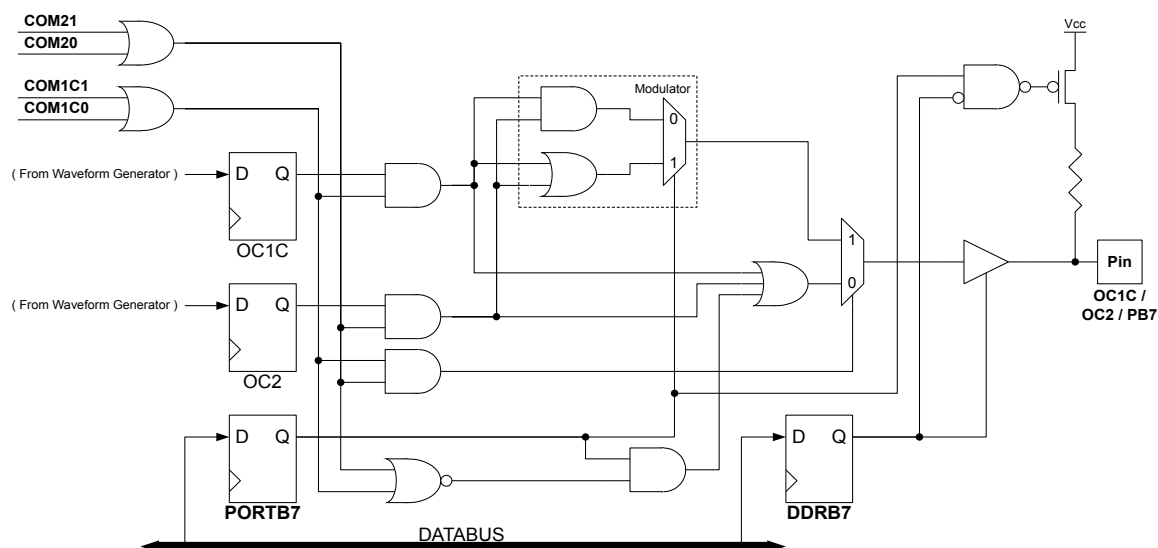 COM21
COM20
Vcc
COM1C1
COM1C0
Modulator
0
1
( From Waveform Generator )
D Q
OC1C
1
0
Pin
OC1C /
OC2 / PB7
( From Waveform Generator )
D Q
OC2
D Q
PORTB7
D Q
DDRB7
DATABUS